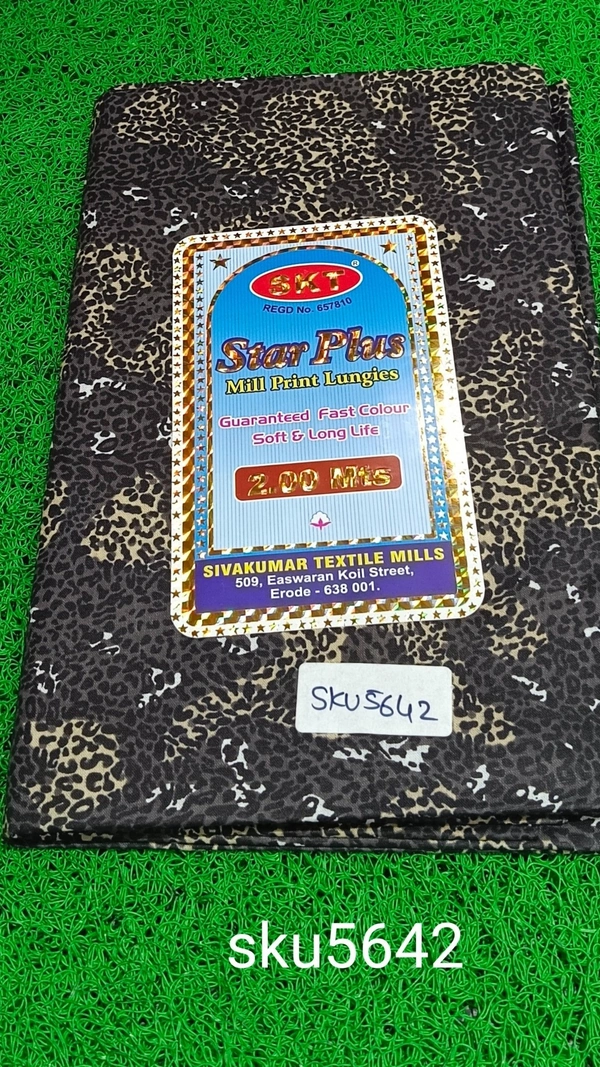 SKT ®
REGD No. 657810
Star Plus
Mill Print Lungies
Guaranteed Fast Colour
Soft & Long Life
2.00 Mts
SIVAKUMAR TEXTILE MILLS
509, Easwaran Koil Street,
Erode - 638 001.
SKU5642
sku5642